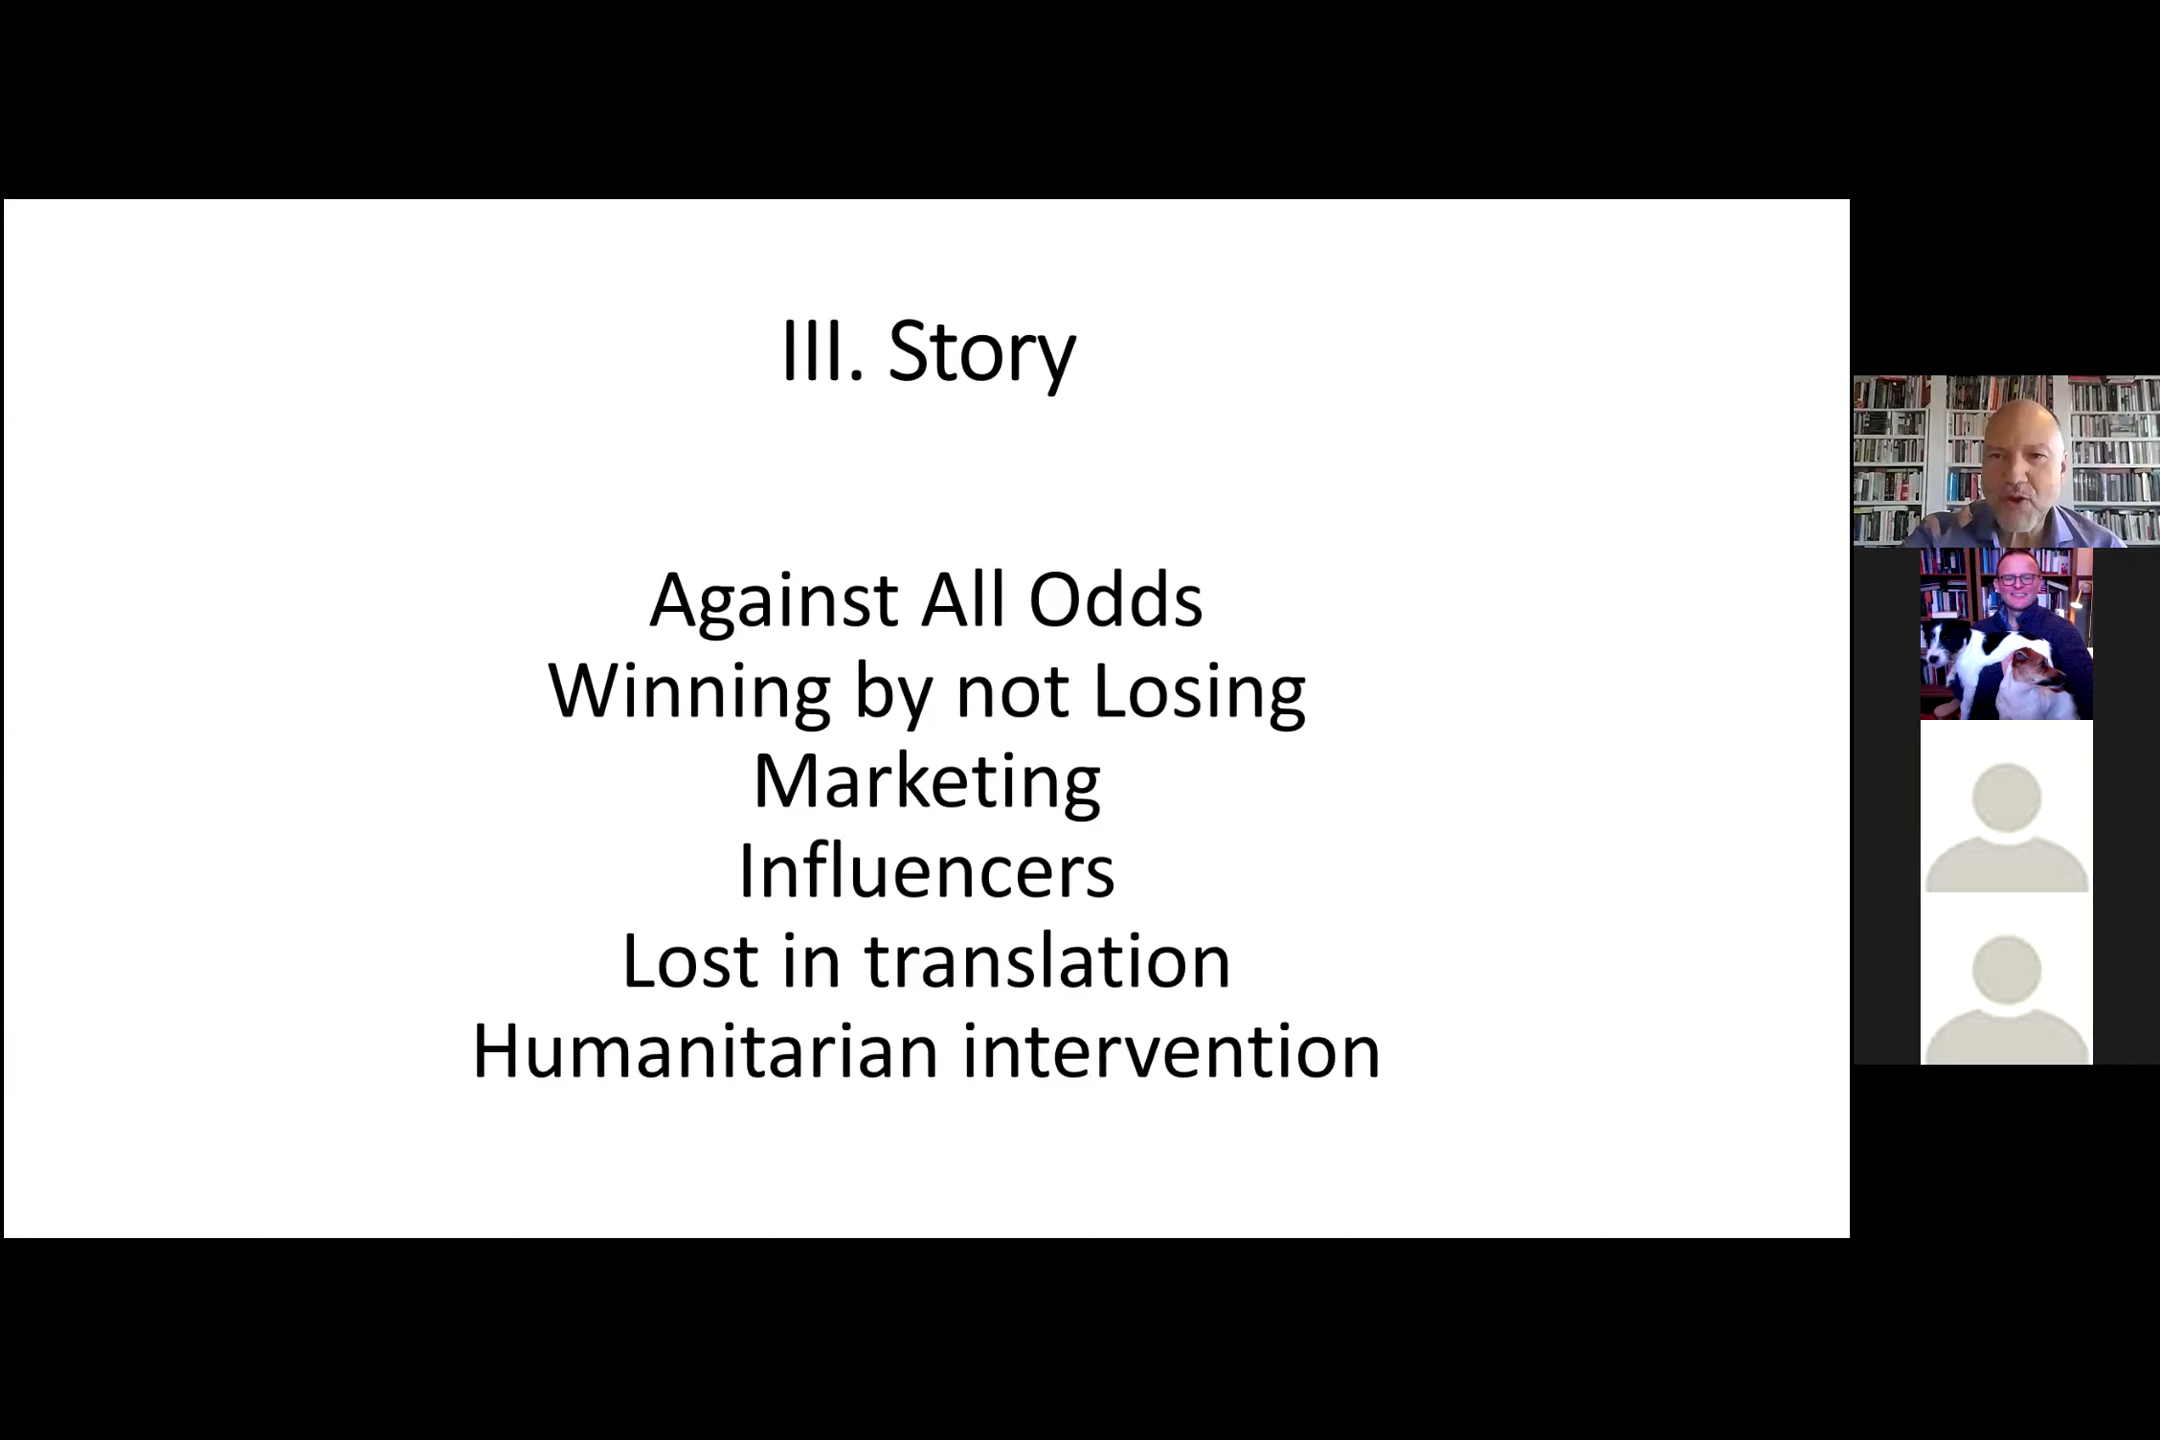 III. Story
Against All Odds
Winning by not Losing
Marketing
Influencers
Lost in translation
Humanitarian intervention